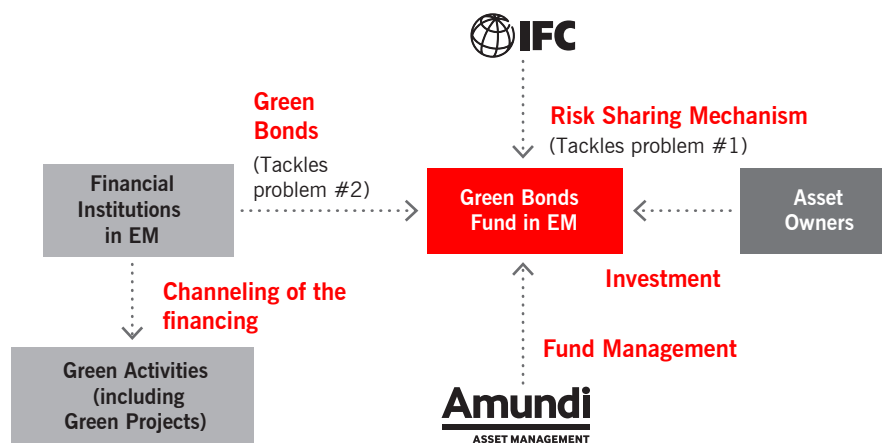 IFC
Green
Bonds
(Tackles
problem #2)
Risk Sharing Mechanism
(Tackles problem #1)
Financial
Institutions
in EM
Green Bonds
Fund in EM
Asset
Owners
Channeling of the
financing
Investment
Fund Management
Green Activities
(including
Green Projects)
Amundi
ASSET MANAGEMENT